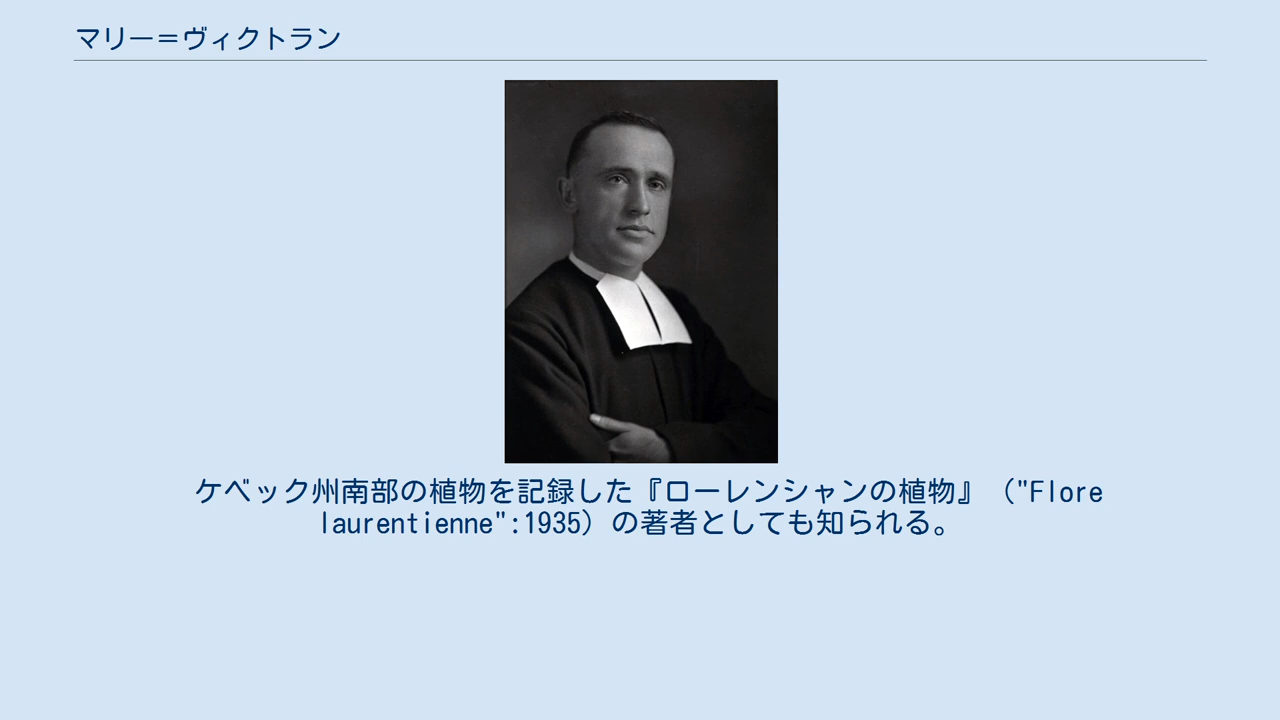 マリー＝ヴィクトラン
ケベック州南部の植物を記録した『ローレンシャンの植物』（"Flore
laurentienne":1935）の著者としても知られる。